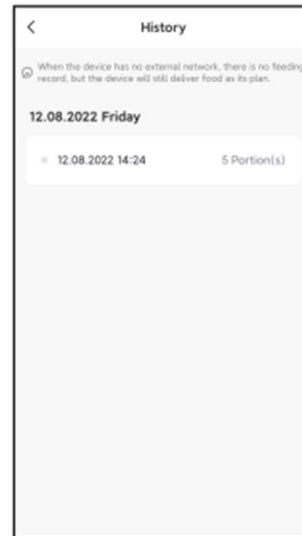 History
When the device has no external network, there is no feeding
record, but the device will still deliver food as its plan.
12.08.2022 Friday
12.08.2022 14:24 5 Portion(s)